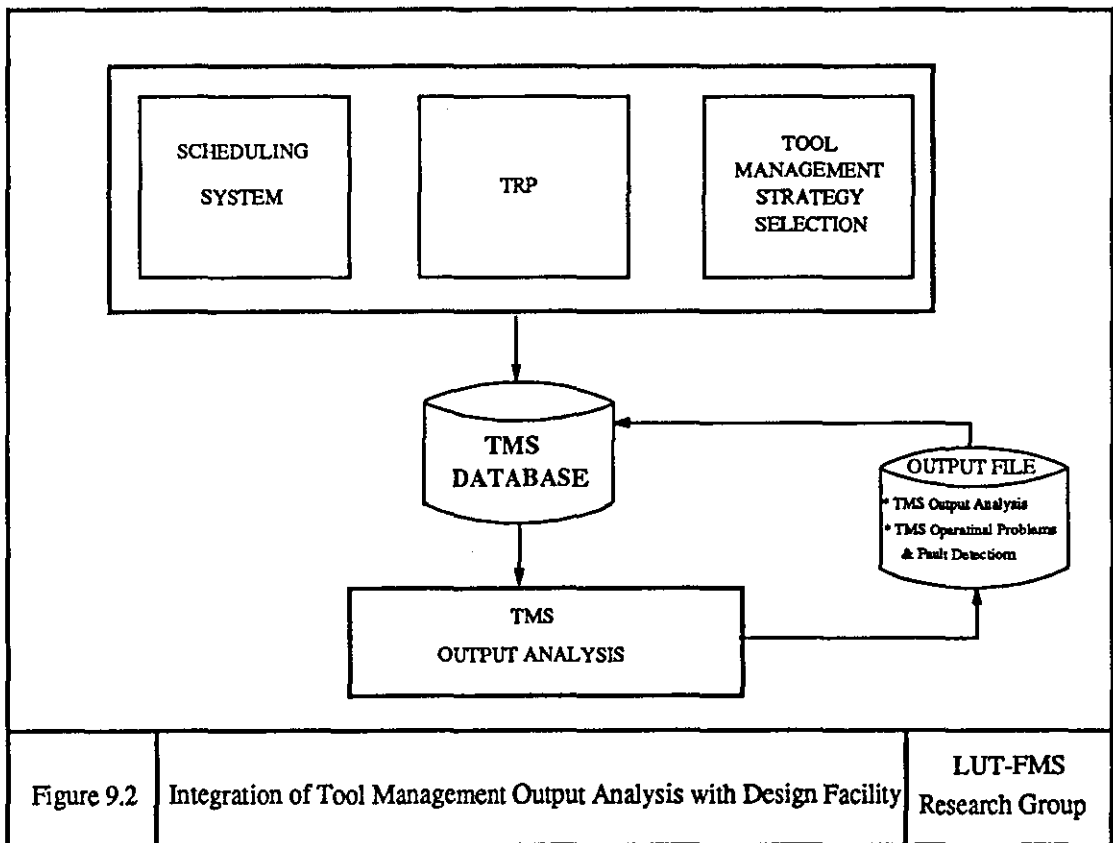 SCHEDULING
SYSTEM
TRP
TOOL
MANAGEMENT
STRATEGY
SELECTION
TMS
DATABASE
OUTPUT FILE
* TMS Output Analysis
* TMS Operatinal Problems
& Fault Detectiom
TMS
OUTPUT ANALYSIS
Figure 9.2
Integration of Tool Management Output Analysis with Design Facility
LUT-FMS
Research Group